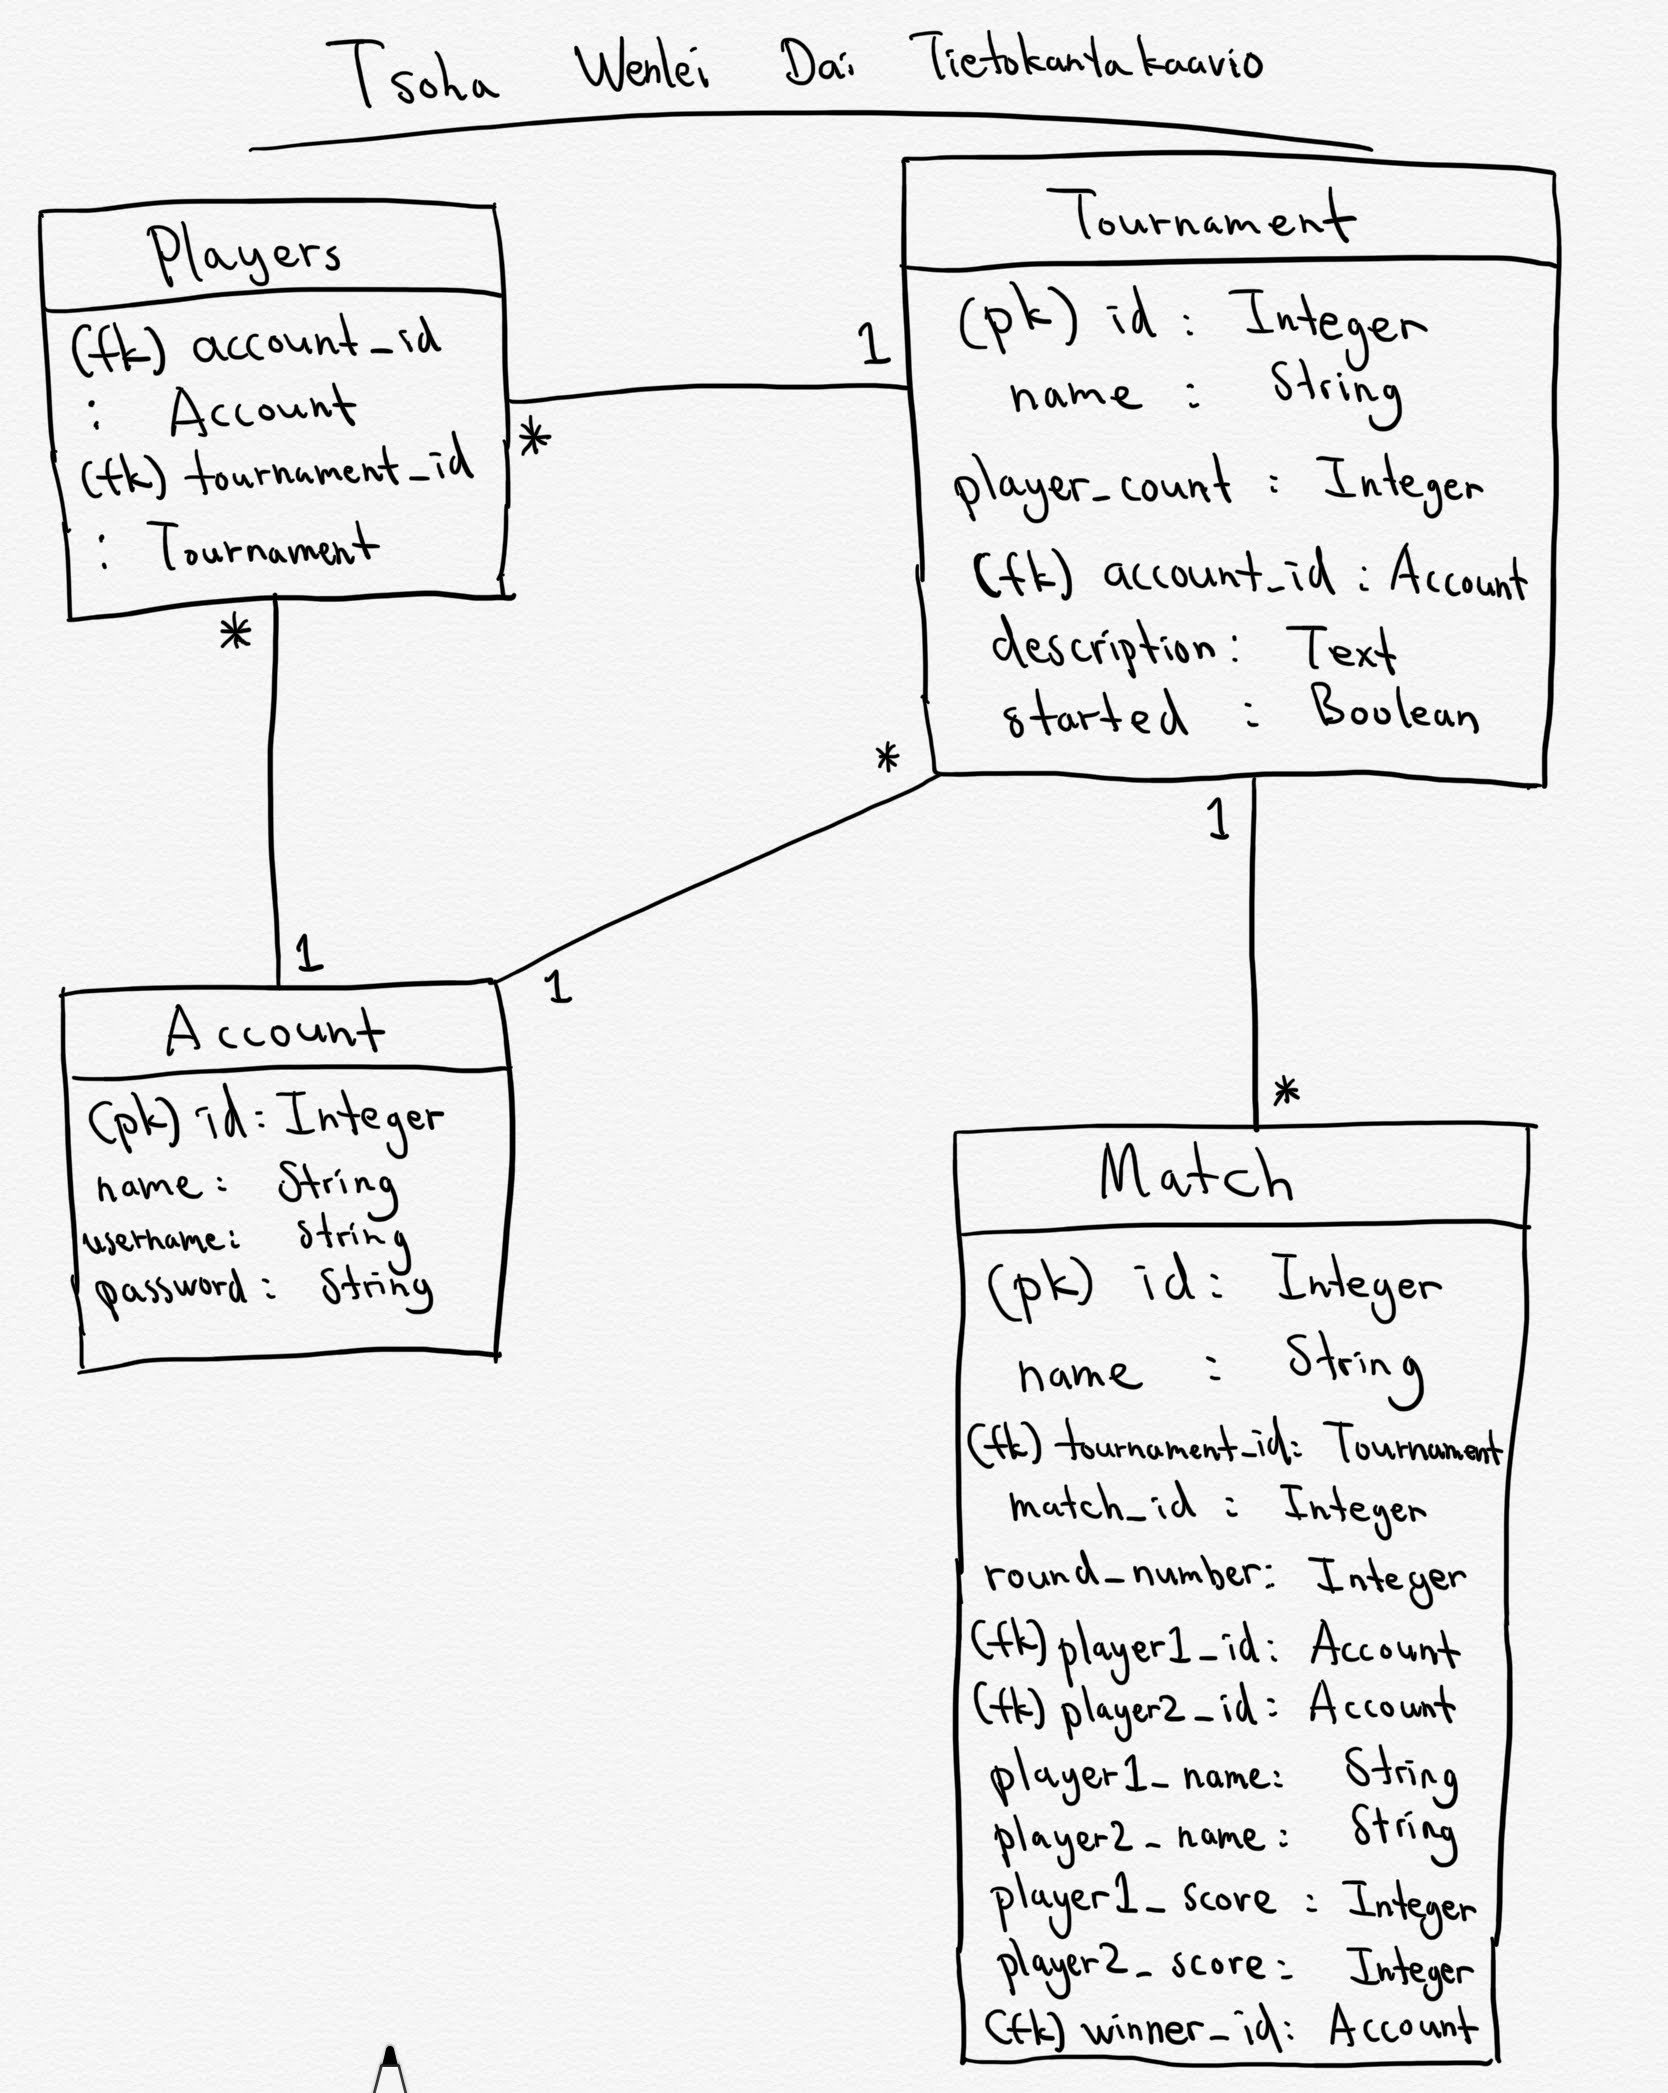 Tsoha Wenlei Dai Tietokantakaavio
Players
(fk) account_id
: Account
(fk) tournament_id
: Tournament
*
1
*
Tournament
(pk) id : Integer
name : String
player_count : Integer
(fk) account_id : Account
description: Text
started : Boolean
*
1
1
1
*
Account
(pk) id: Integer
name: String
username: String
password: String
Match
(pk) id: Integer
name : String
(fk) tournament_id: Tournament
match_id : Integer
round_number: Integer
(fk) player1_id: Account
(fk) player2_id: Account
player1_name: String
player2_name: String
player1_score : Integer
player2_score: Integer
(fk) winner_id: Account